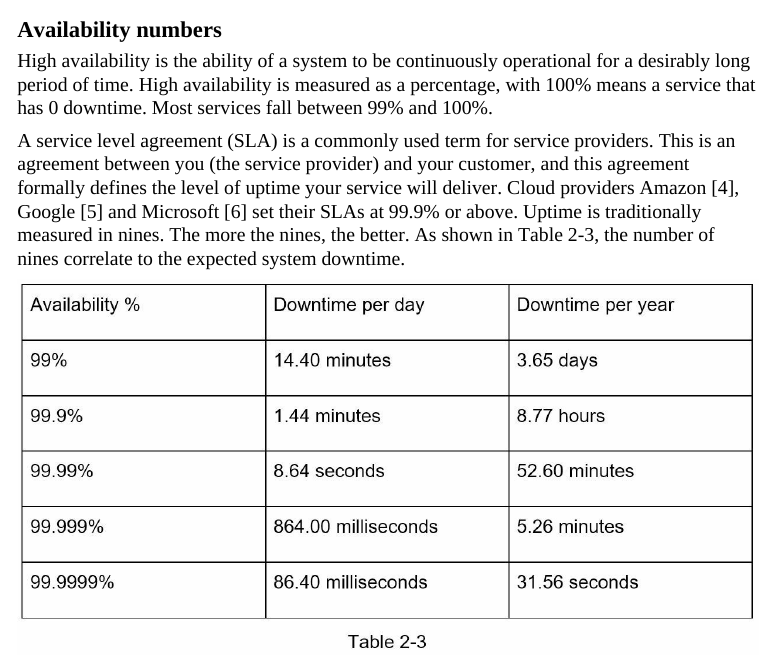 Availability numbers
High availability is the ability of a system to be continuously operational for a desirably long
period of time. High availability is measured as a percentage, with 100% means a service that
has 0 downtime. Most services fall between 99% and 100%.
A service level agreement (SLA) is a commonly used term for service providers. This is an
agreement between you (the service provider) and your customer, and this agreement
formally defines the level of uptime your service will deliver. Cloud providers Amazon [4],
Google [5] and Microsoft [6] set their SLAs at 99.9% or above. Uptime is traditionally
measured in nines. The more the nines, the better. As shown in Table 2-3, the number of
nines correlate to the expected system downtime.
Availability % Downtime per day Downtime per year
99% 14.40 minutes 3.65 days
99.9% 1.44 minutes 8.77 hours
99.99% 8.64 seconds 52.60 minutes
99.999% 864.00 milliseconds 5.26 minutes
99.9999% 86.40 milliseconds 31.56 seconds
Table 2-3